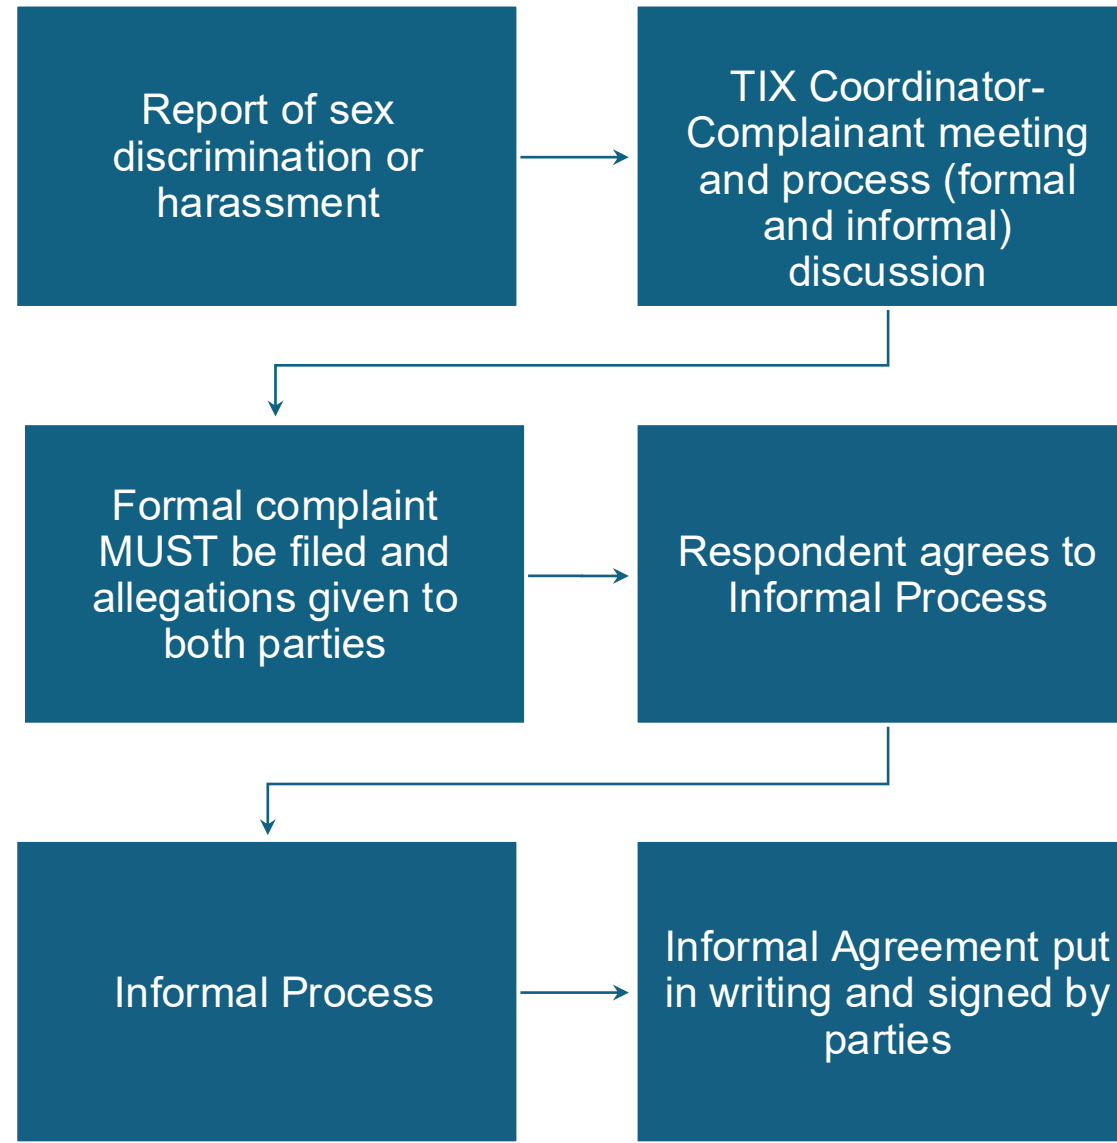 Report of sex
discrimination or
harassment
TIX Coordinator-
Complainant meeting
and process (formal
and informal)
discussion
Formal complaint
MUST be filed and
allegations given to
both parties
Respondent agrees to
Informal Process
Informal Process
Informal Agreement put
in writing and signed by
parties